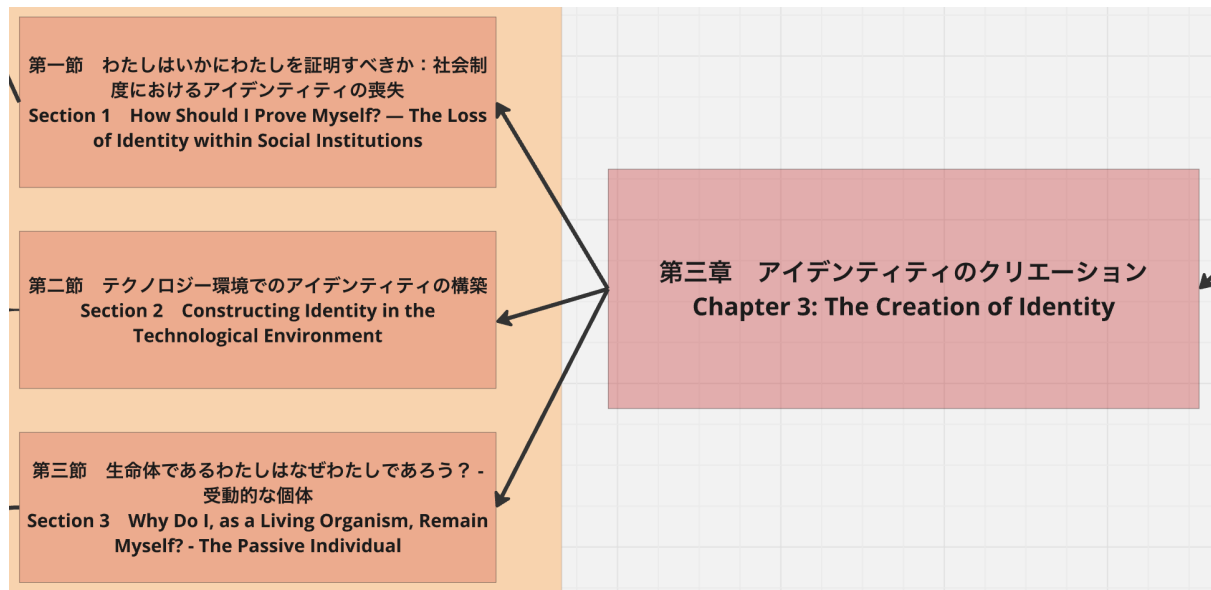 第一節　わたしはいかにわたしを証明すべきか：社会制
度におけるアイデンティティの喪失
Section 1　How Should I Prove Myself? — The Loss
of Identity within Social Institutions
第二節　テクノロジー環境でのアイデンティティの構築
Section 2　Constructing Identity in the
Technological Environment
第三節　生命体であるわたしはなぜわたしであろう？ -
受動的な個体
Section 3　Why Do I, as a Living Organism, Remain
Myself? - The Passive Individual
第三章　アイデンティティのクリエーション
Chapter 3: The Creation of Identity